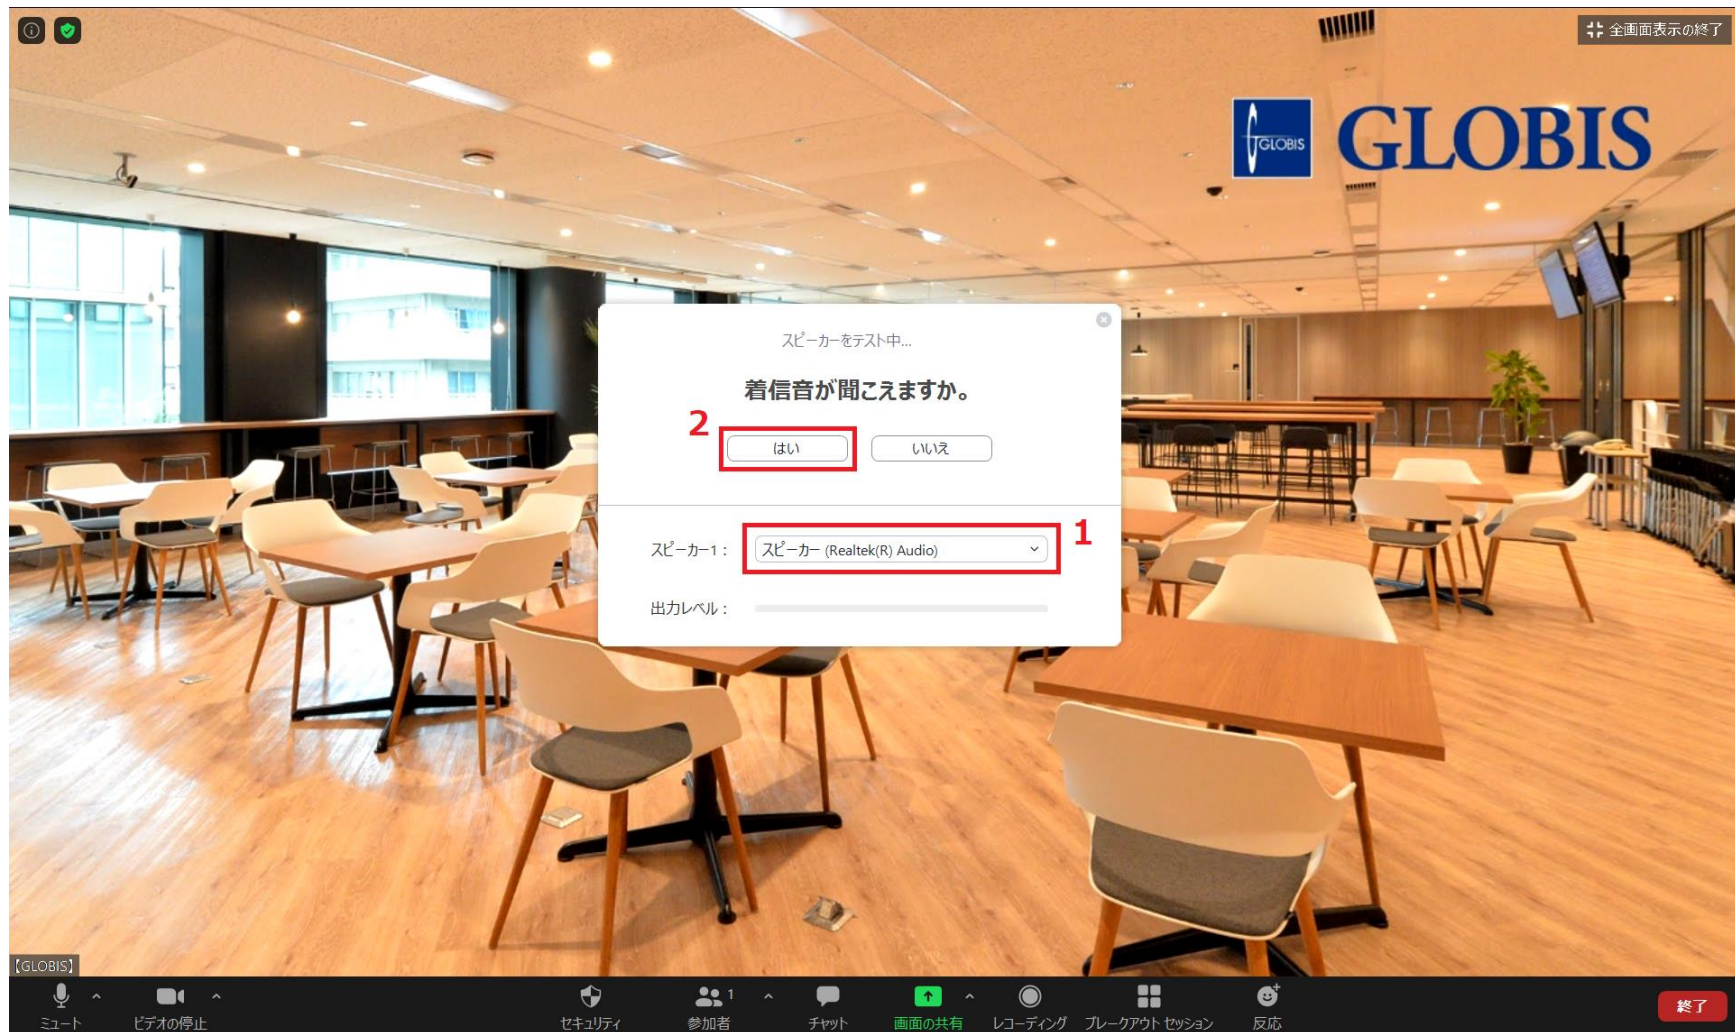 全画面表示の終了
GLOBIS
GLOBIS
スピーカーをテスト中...
着信音が聞こえますか。
2
はい
いいえ
スピーカー1：
スピーカー (Realtek(R) Audio)
1
出力レベル：
【GLOBIS】
ミュート
ビデオの停止
セキュリティ
1
参加者
チャット
画面の共有
レコーディング
ブレークアウト セッション
反応
終了